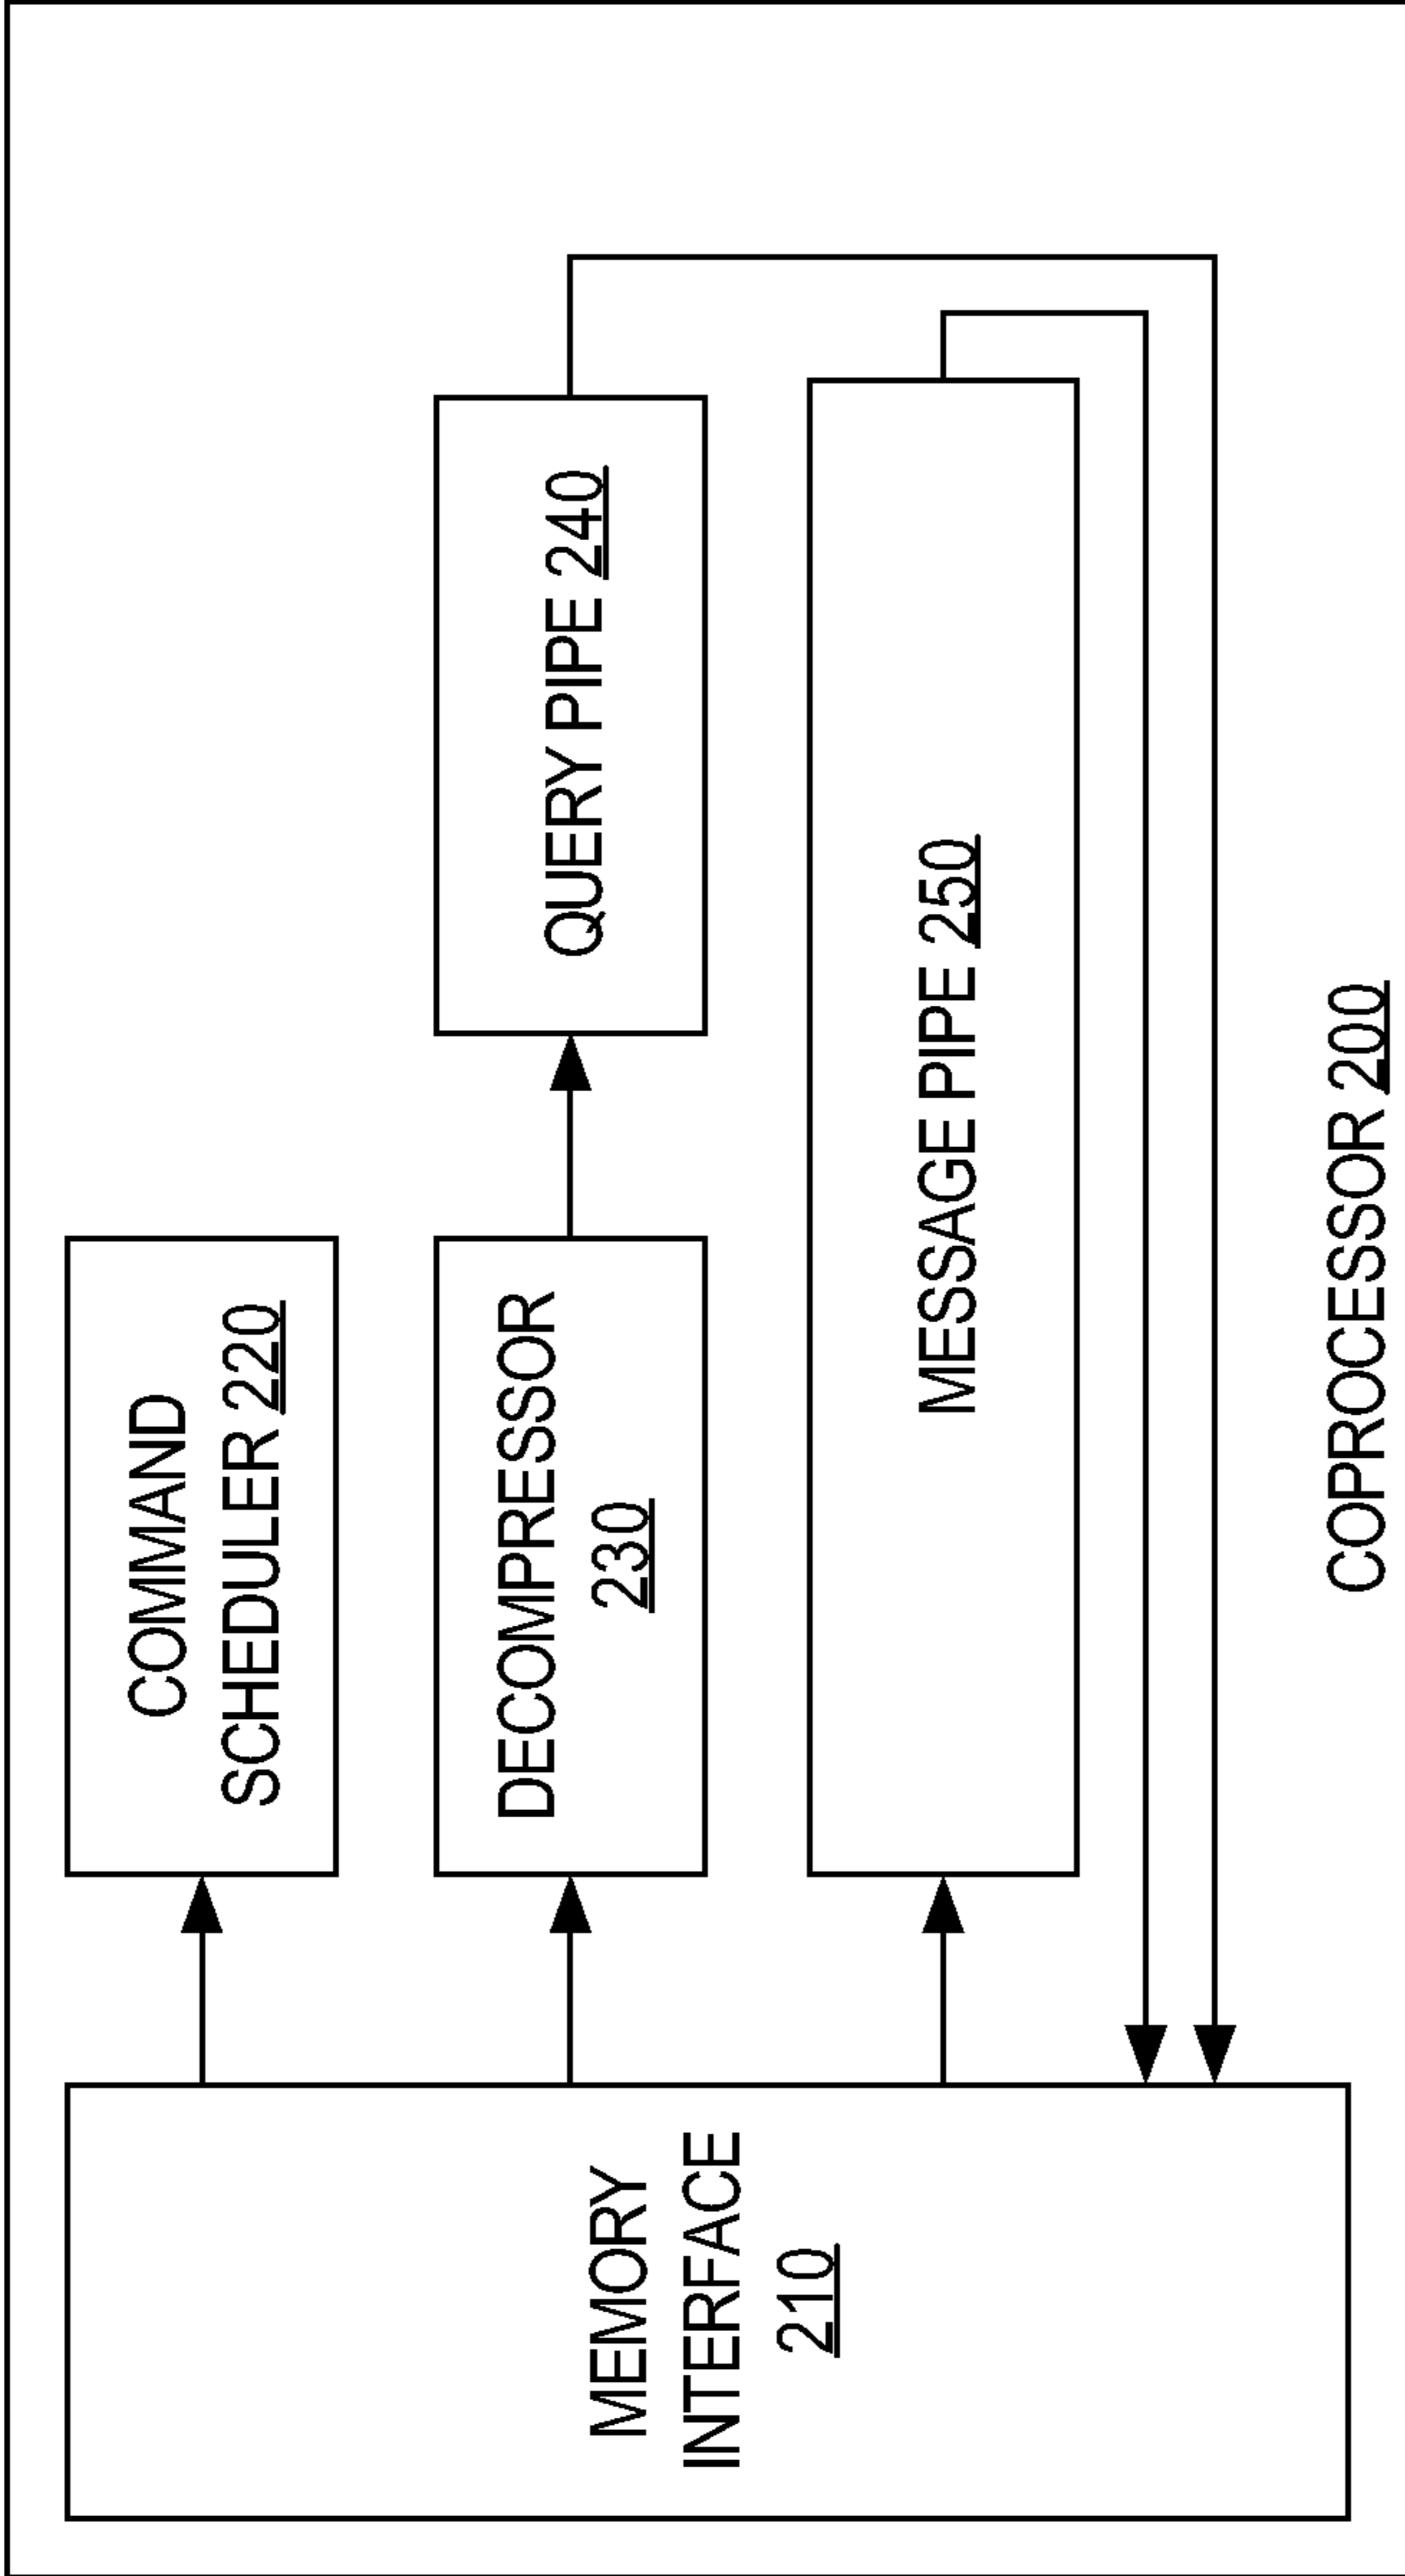 COMMAND
SCHEDULER 220
DECOMPRESSOR
230
QUERY PIPE 240
MEMORY
INTERFACE
210
MESSAGE PIPE 250
COPROCESSOR 200